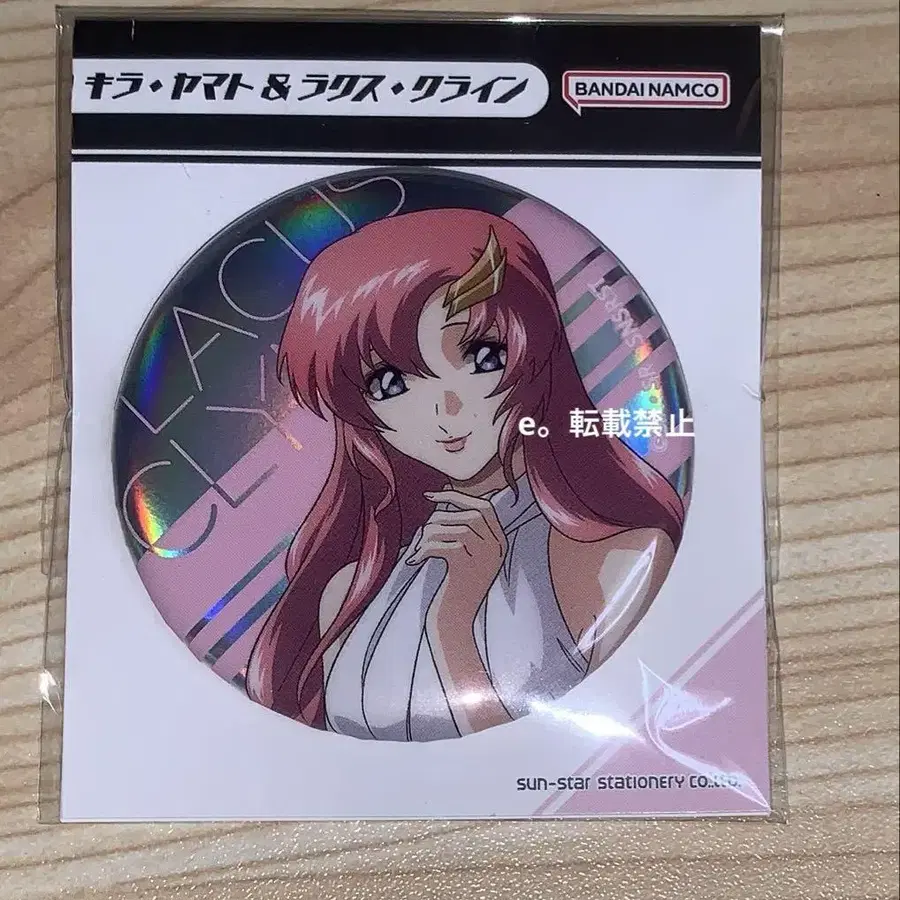 キラ・ヤマト & ラクス・クライン
BANDAI NAMCO
LACUS
e。転載禁止
sun-star stationery co.,ltd.